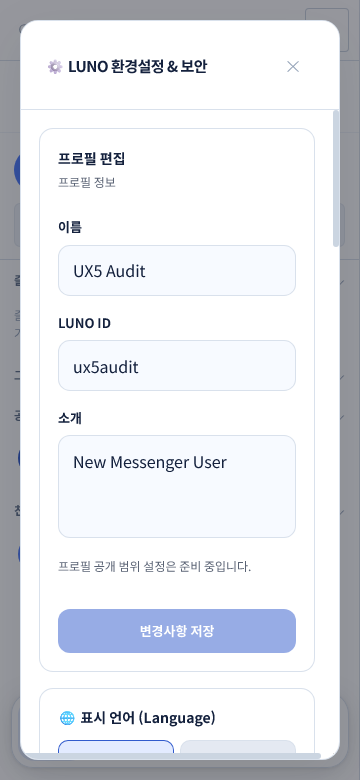 LUNO 환경설정 & 보안
프로필 편집
프로필 정보
이름
UX5 Audit
LUNO ID
ux5audit
소개
New Messenger User
프로필 공개 범위 설정은 준비 중입니다.
변경사항 저장
표시 언어 (Language)